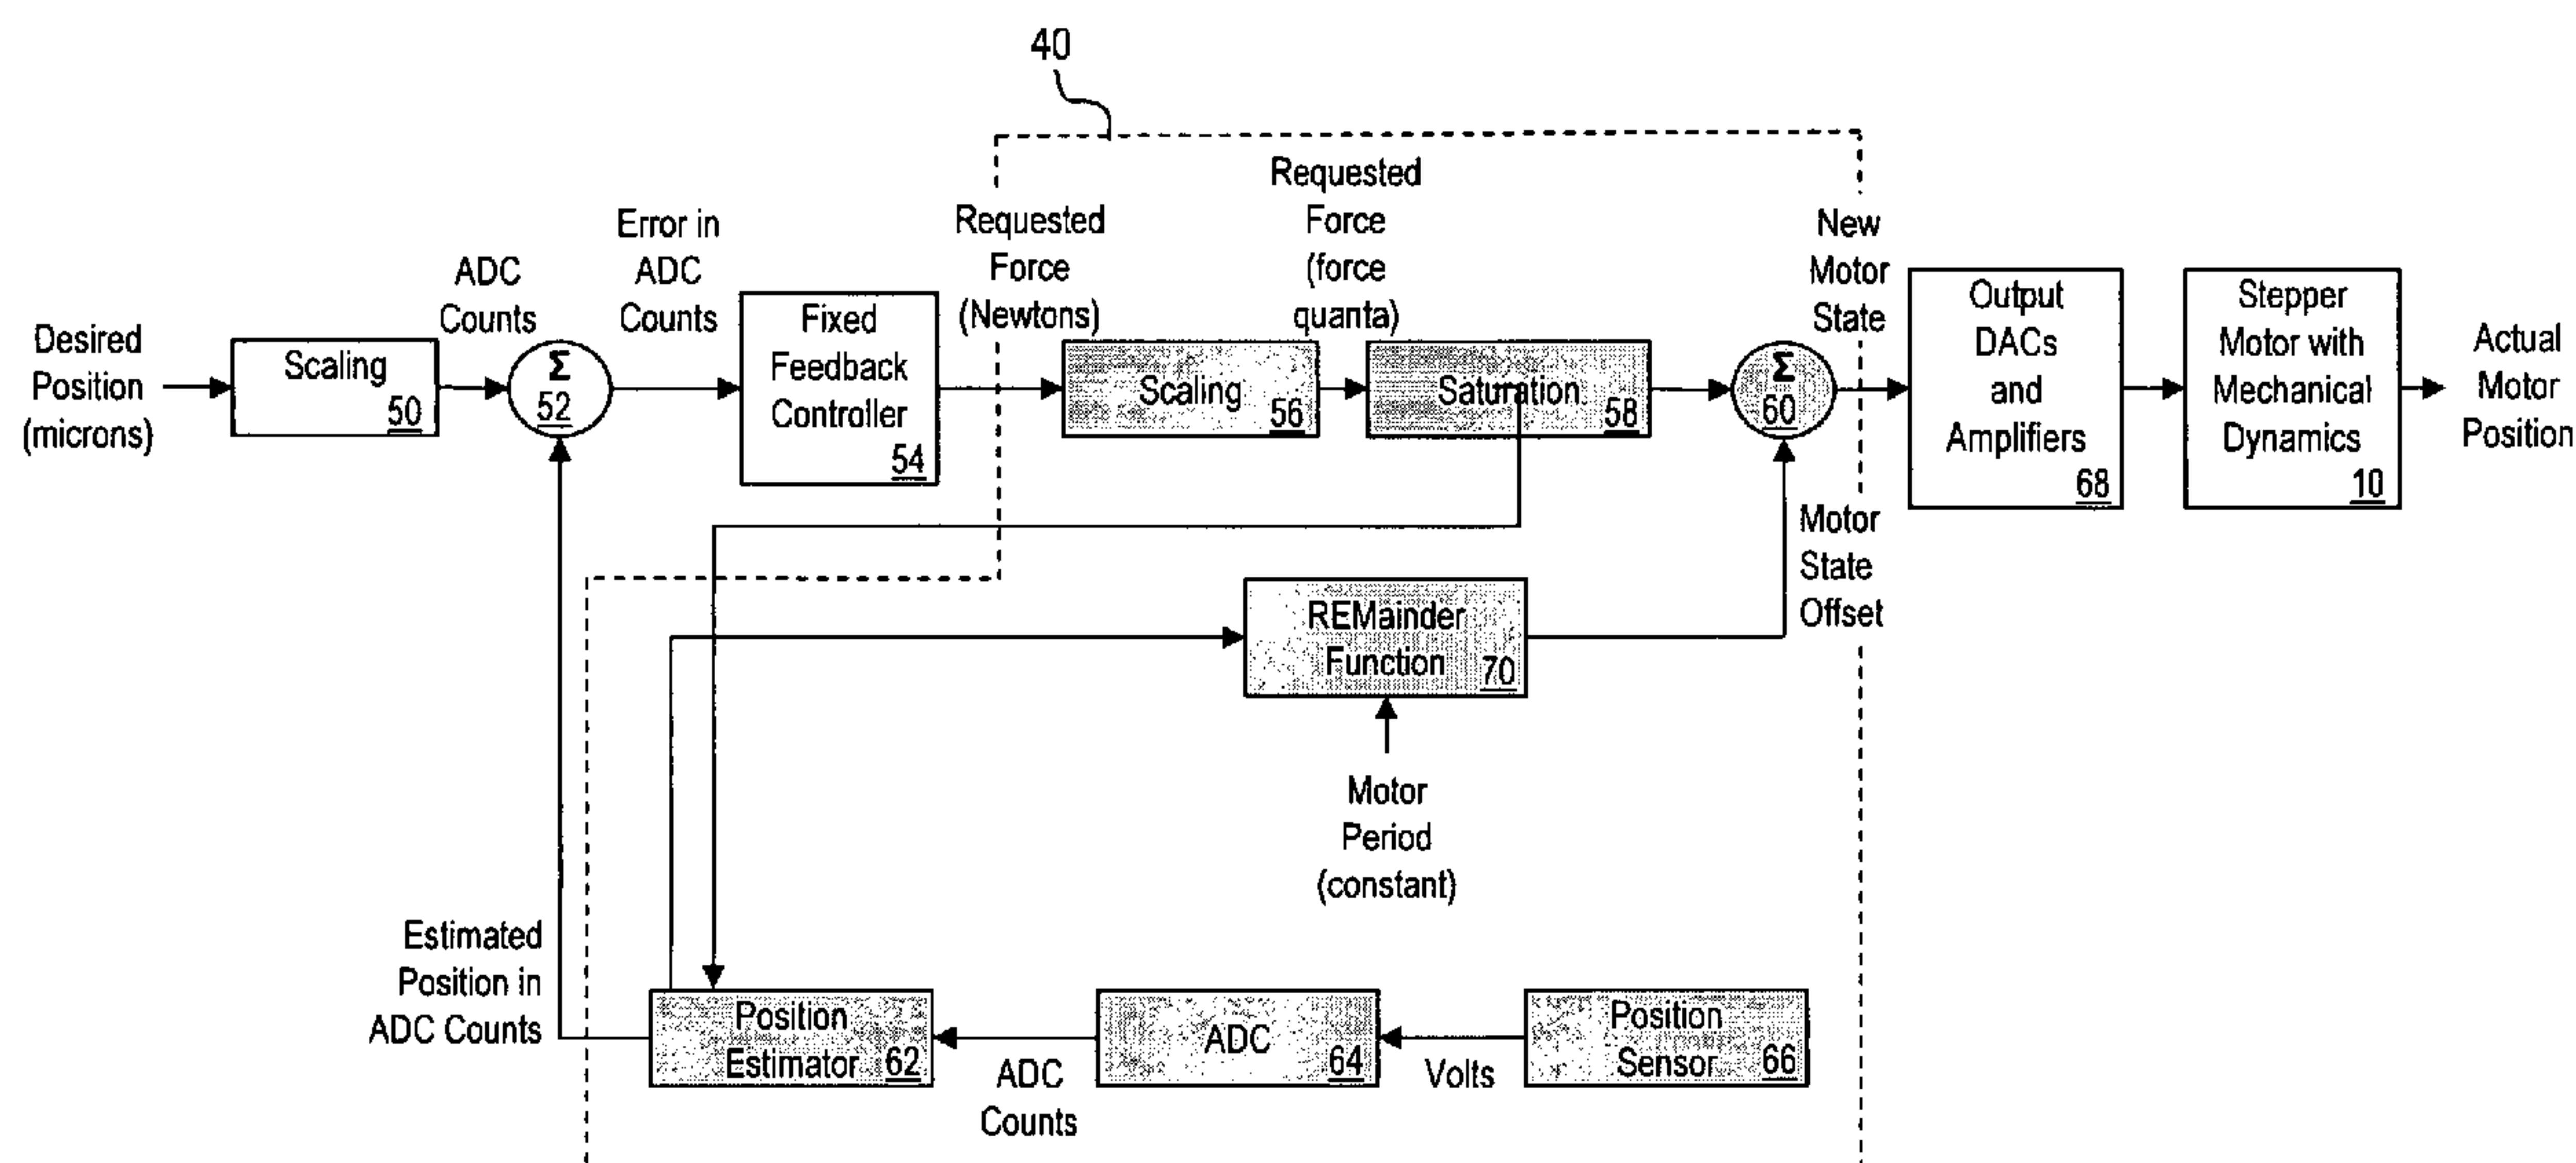 40
Desired
Position
(microns)
Scaling
50
ADC
Counts
Σ
52
Error in
ADC
Counts
Fixed
Feedback
Controller
54
Requested
Force
(Newtons)
Scaling
56
Requested
Force
(force
quanta)
Saturation
58
Σ
60
New
Motor
State
Output
DACs
and
Amplifiers
68
Stepper
Motor with
Mechanical
Dynamics
10
Actual
Motor
Position
Motor
State
Offset
REMainder
Function
70
Motor
Period
(constant)
Estimated
Position in
ADC Counts
Position
Estimator 62
ADC
Counts
ADC
64
Volts
Position
Sensor 66